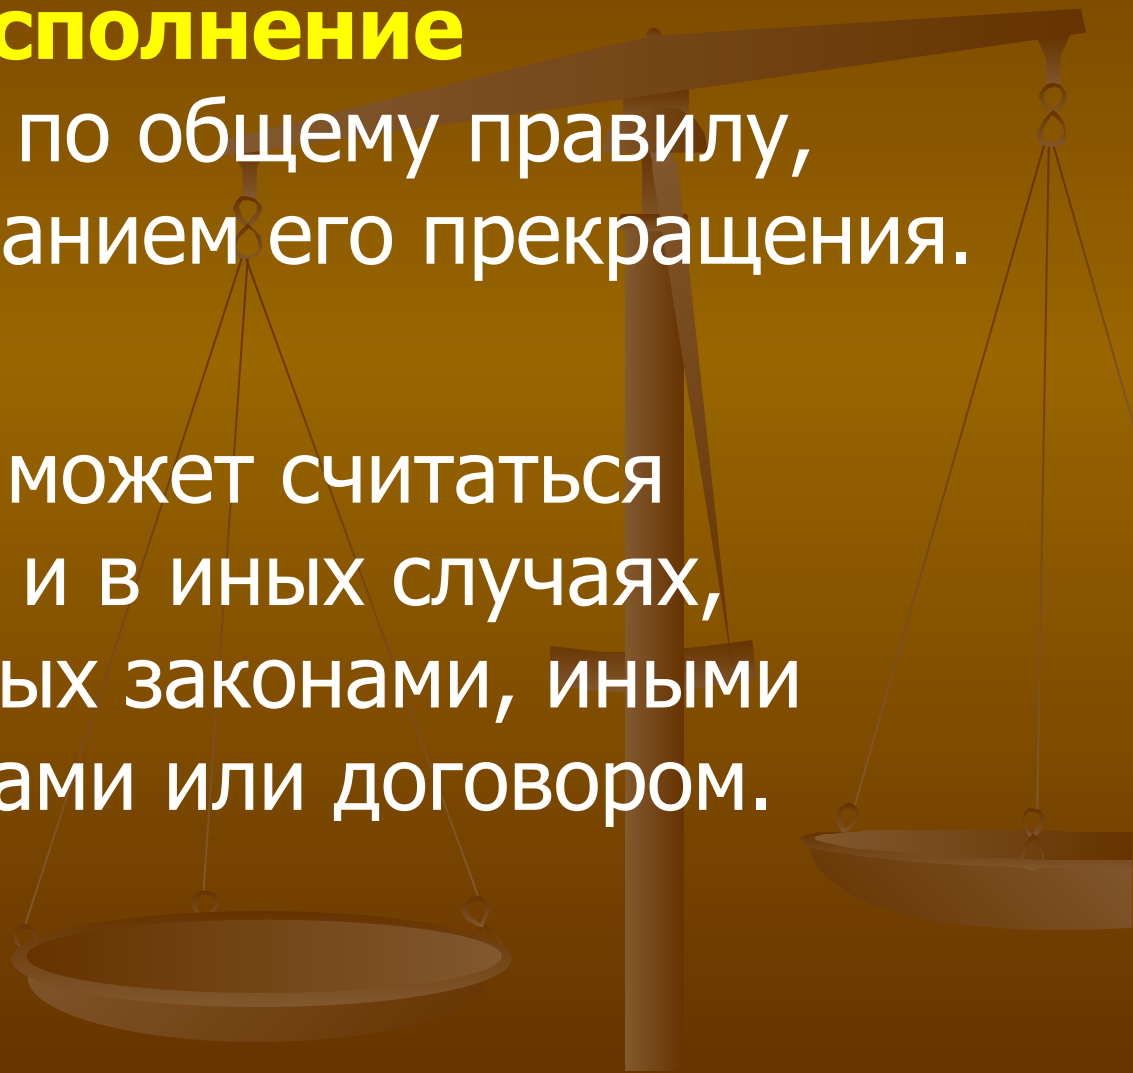 сполнение
по общему правилу,
анием его прекращения.
может считаться
и в иных случаях,
ых законами, иными
ами или договором.